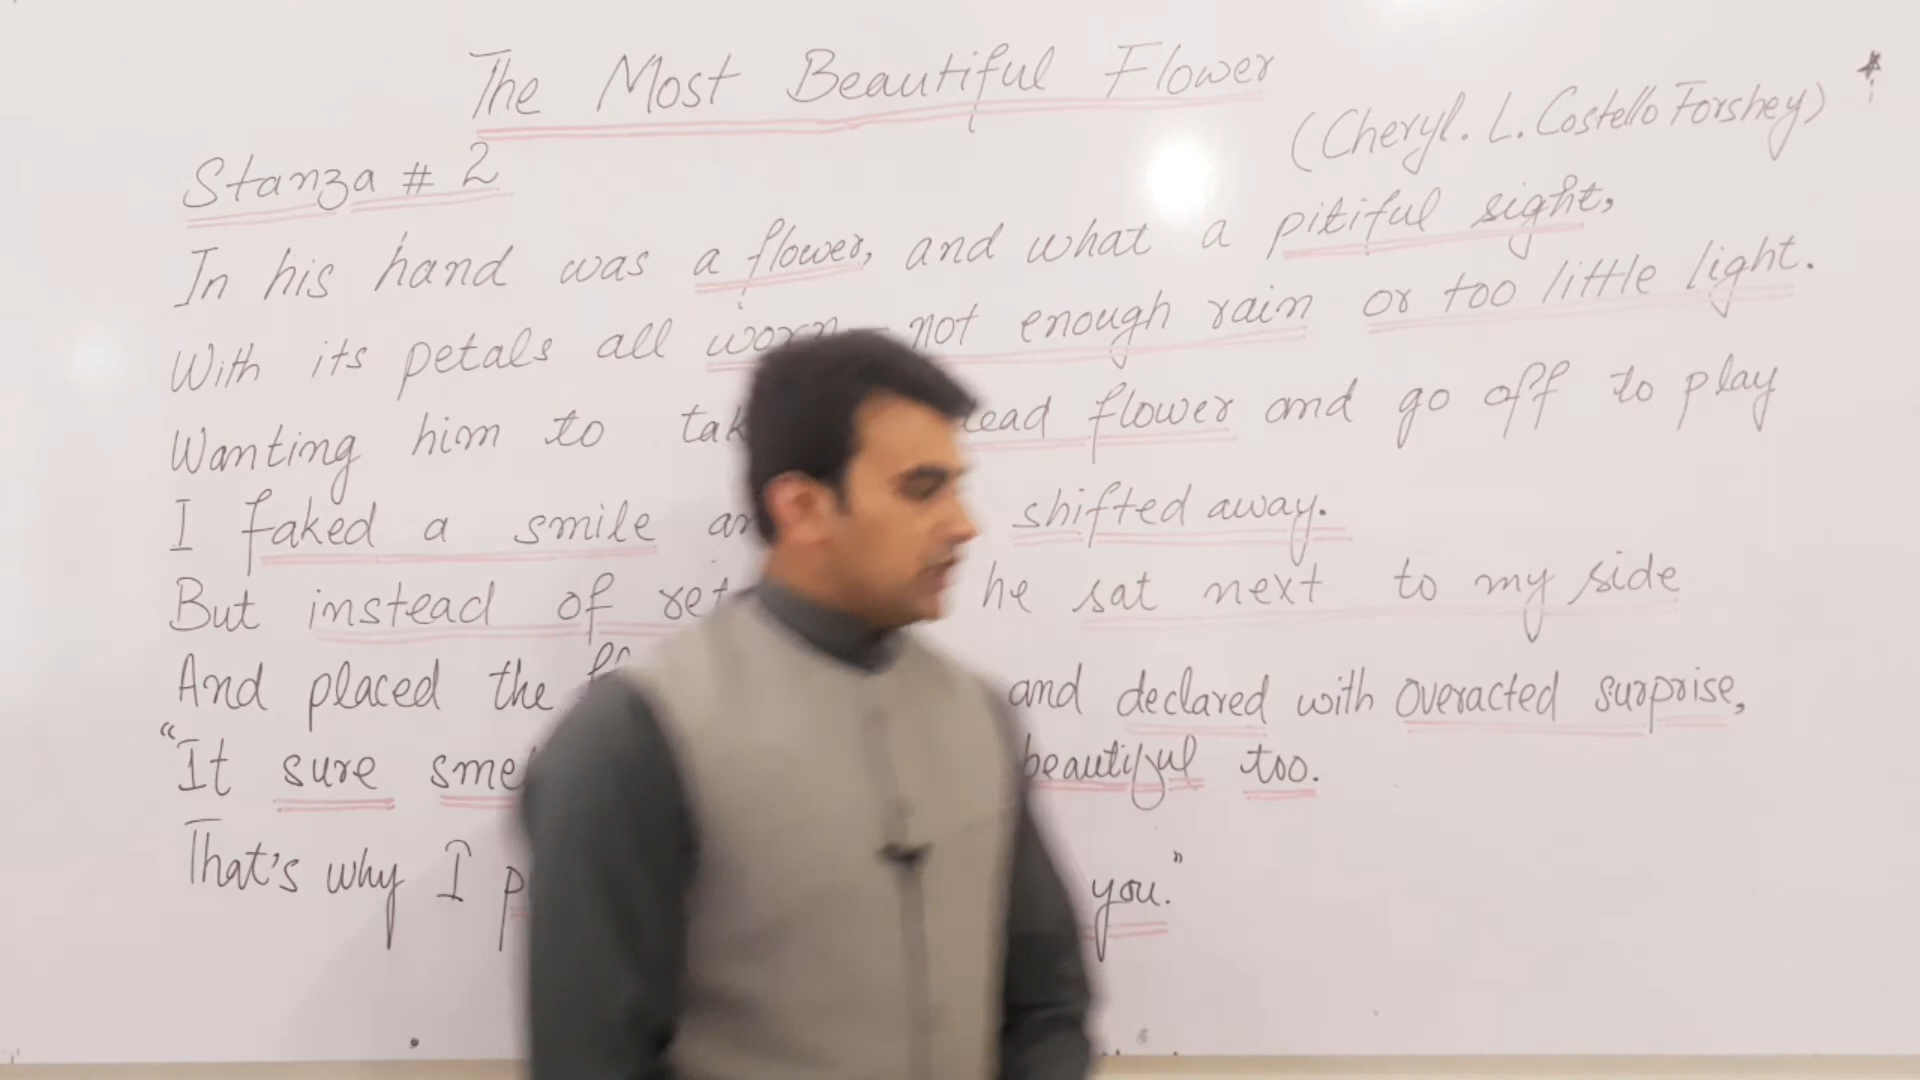 The Most Beautiful Flower
(Cheryl. L. Costello Forshey)
Stanza # 2
In his hand was a flower, and what a pitiful sight,
With its petals all worn - not enough rain or too little light.
Wanting him to flower and go off to play
I faked a smile shifted away.
But instead of he sat next to my side
And placed the and declared with overacted surprise,
"It sure beautiful too.
That's why I you."